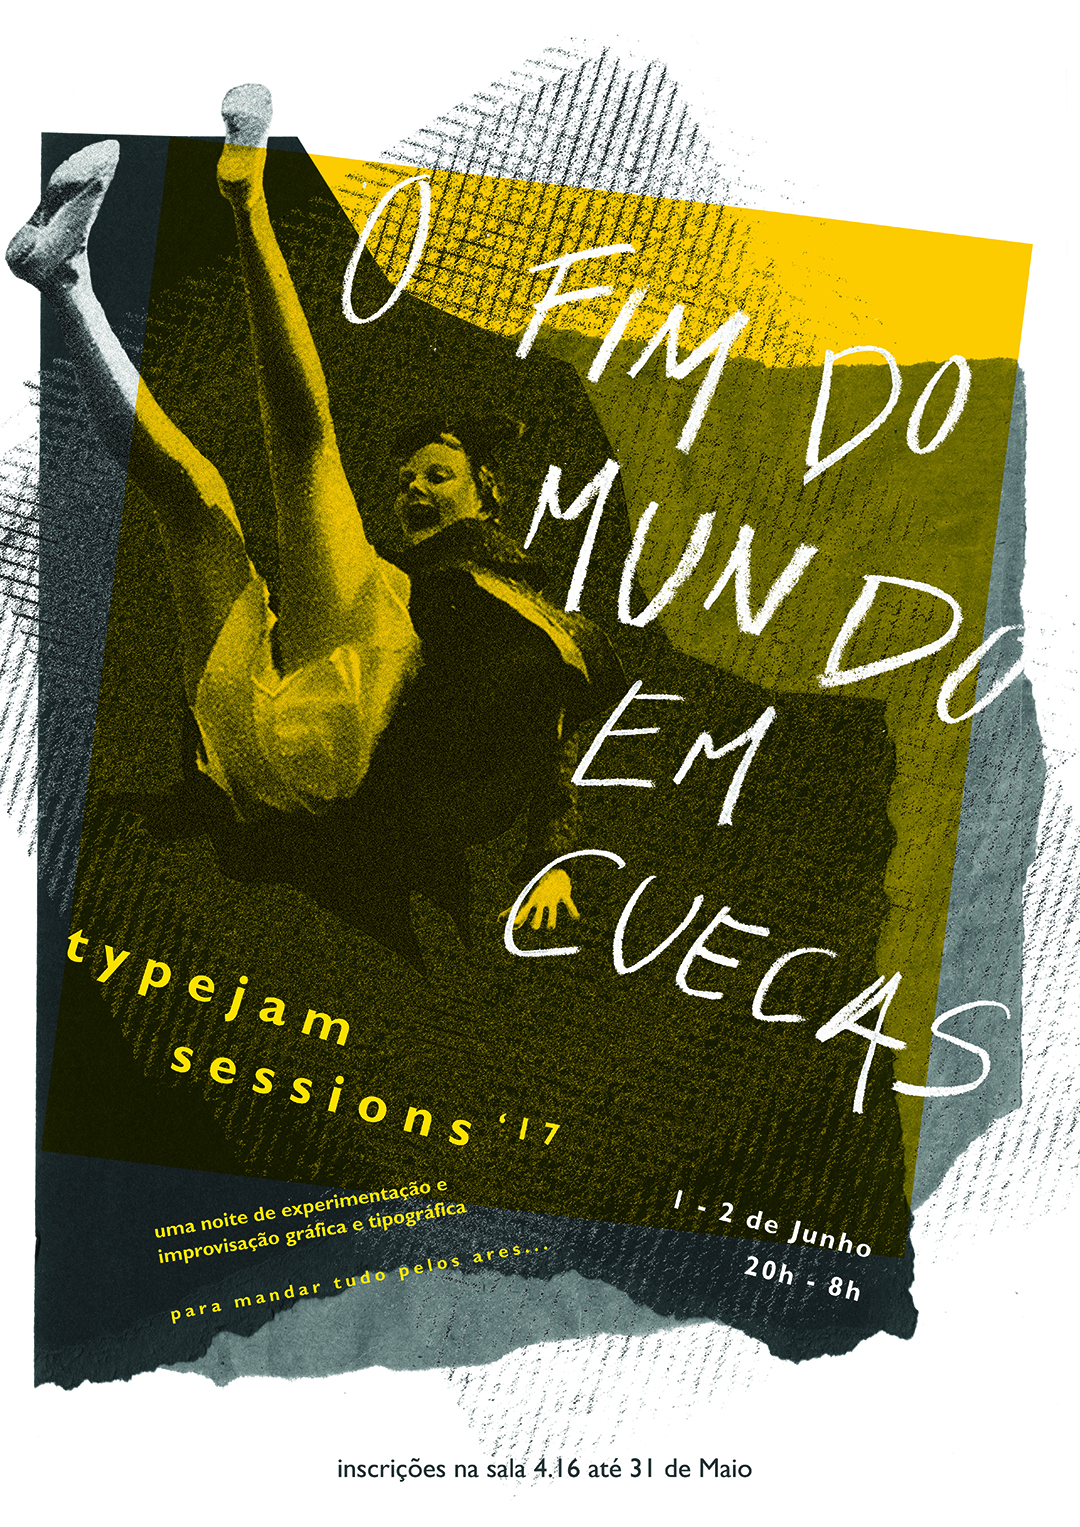 O FIM DO
MUNDO
EM
CUECAS
typejam
sessions '17
uma noite de experimentação e
improvisação gráfica e tipográfica
para mandar tudo pelos ares...
1 - 2 de Junho
20h - 8h
inscrições na sala 4.16 até 31 de Maio